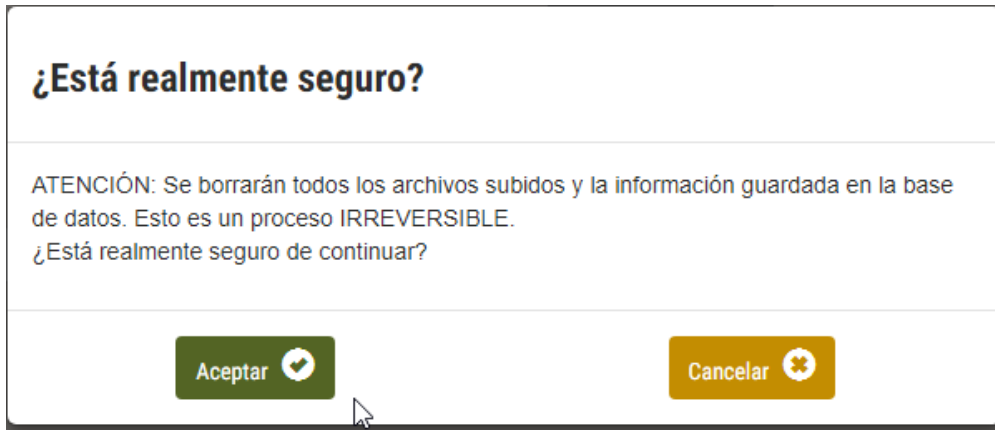 ¿Está realmente seguro?
ATENCIÓN: Se borrarán todos los archivos subidos y la información guardada en la base
de datos. Esto es un proceso IRREVERSIBLE.
¿Está realmente seguro de continuar?
Aceptar
Cancelar